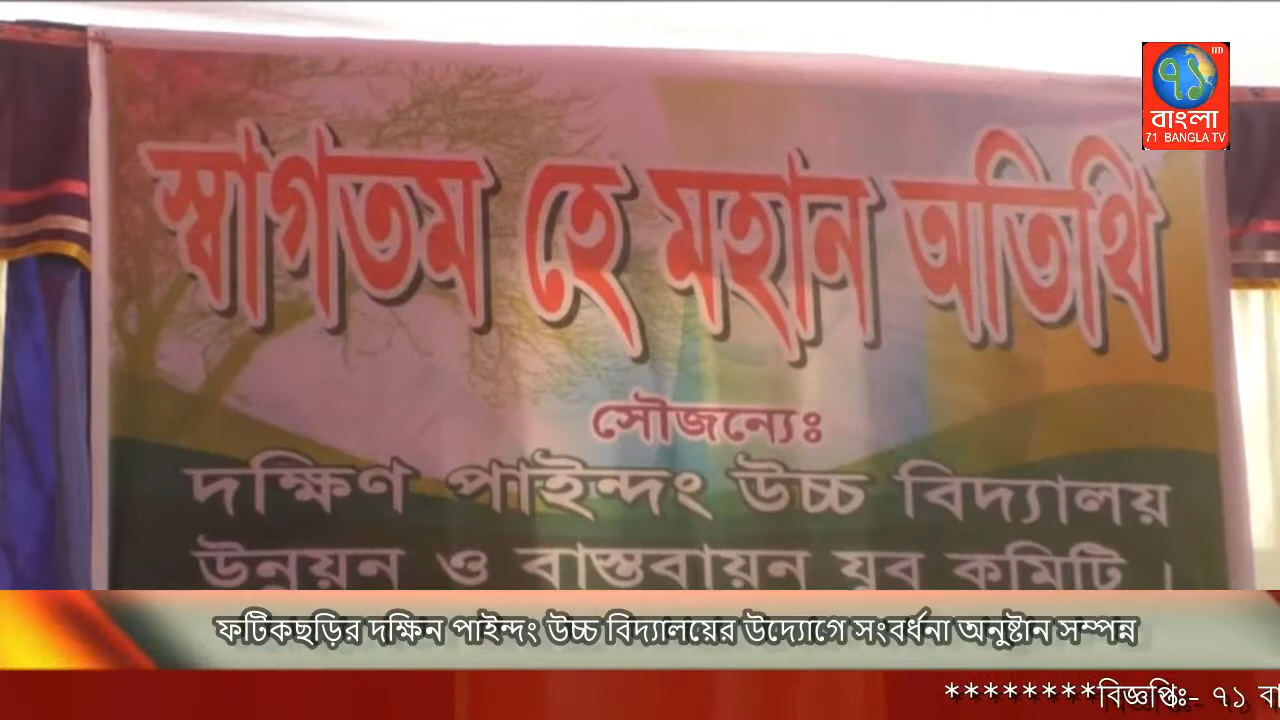 ৭১
HD
বাংলা
71 BANGLA TV
স্বাগতম হে মহান অতিথি
সৌজন্যেঃ
দক্ষিণ পাইন্দং উচ্চ বিদ্যালয়
উন্নয়ন ও বাস্তবায়ন যুব কমিটি ।
ফটিকছড়ির দক্ষিন পাইন্দং উচ্চ বিদ্যালয়ের উদ্যোগে সংবর্ধনা অনুষ্টান সম্পন্ন
********বিজ্ঞপ্তিঃ- ৭১ বা